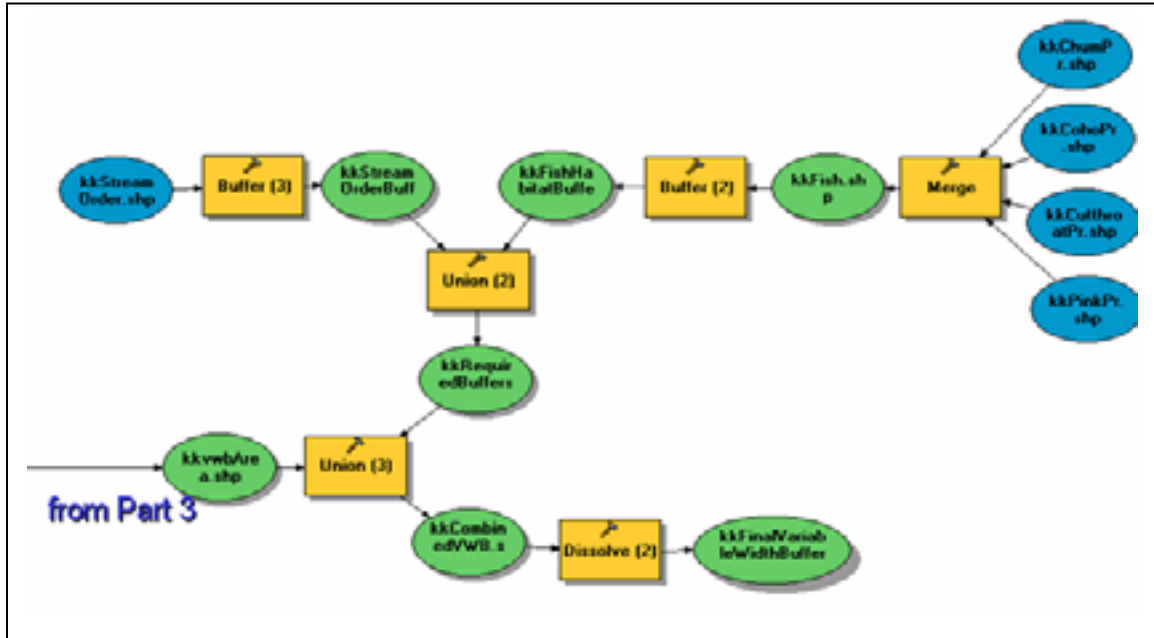 kkChumP
r.shp
kkCohoPr
.shp
kkStream
Order.shp
Buffer (3)
kkStream
OrderBuff
kkFishHa
bitatBuffe
Buffer (2)
kkFish.sh
p
Merge
kkCutthro
atPr.shp
kkPinkPr.
shp
Union (2)
kkRequir
edBuffers
kkvwbAre
a.shp
Union (3)
from Part 3
kkCombin
edVWB.s
Dissolve (2)
kkFinalVariab
leWidthBuffer